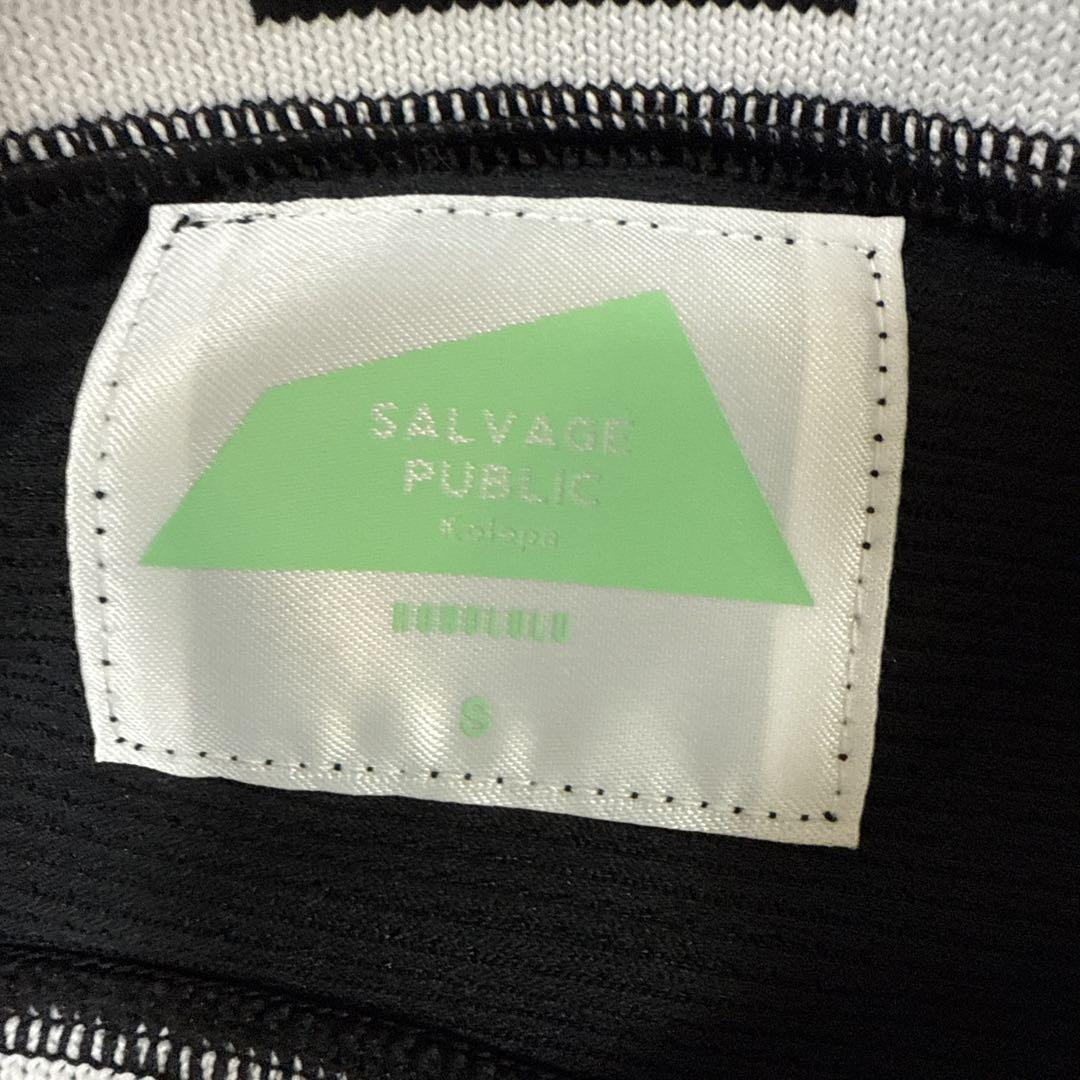 SALVAGE
PUBLIC
Kolepa
HONOLULU
S